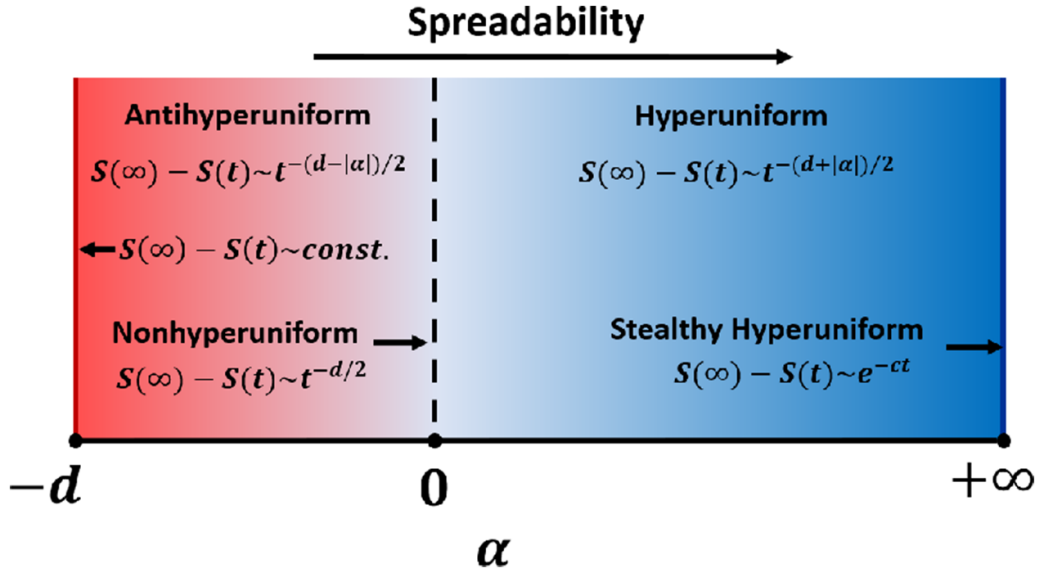 Spreadability
Antihyperuniform
S(∞) − S(t)~t^{−(d−|α|)/2}
S(∞) − S(t)~const.
Nonhyperuniform
S(∞) − S(t)~t^{−d/2}
Hyperuniform
S(∞) − S(t)~t^{−(d+|α|)/2}
Stealthy Hyperuniform
S(∞) − S(t)~e^{−ct}
−d
0
+∞
α